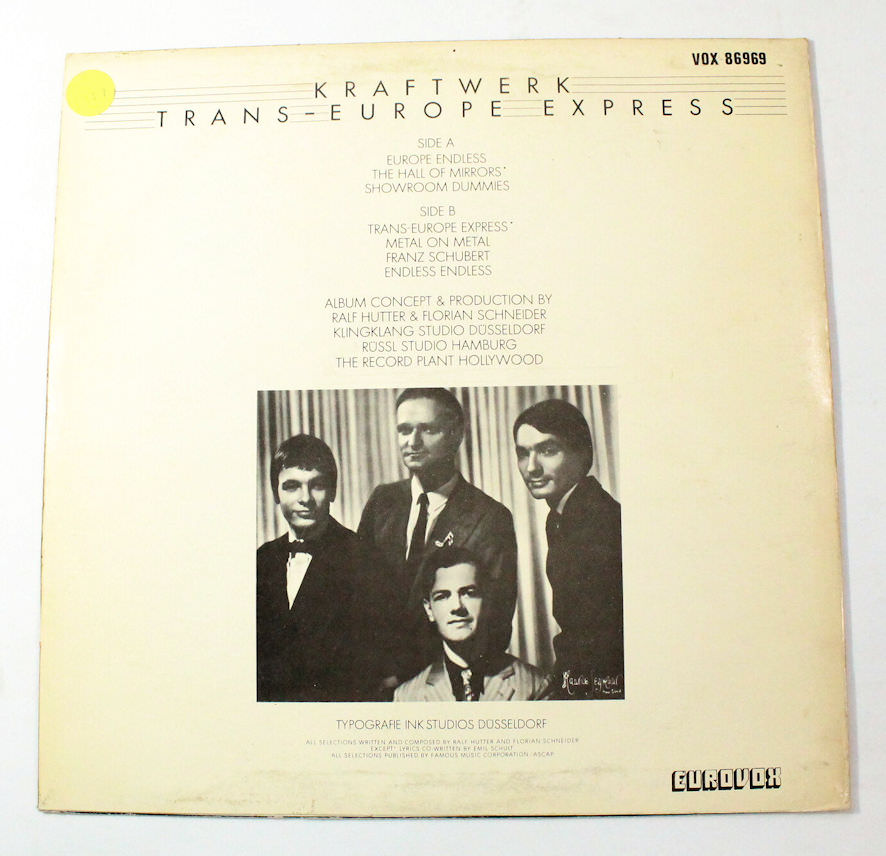 VOX 86969
KRAFTWERK
TRANS-EUROPE EXPRESS
SIDE A
EUROPE ENDLESS
THE HALL OF MIRRORS*
SHOWROOM DUMMIES
SIDE B
TRANS-EUROPE EXPRESS*
METAL ON METAL
FRANZ SCHUBERT
ENDLESS ENDLESS
ALBUM CONCEPT & PRODUCTION BY
RALF HUTTER & FLORIAN SCHNEIDER
KLINGKLANG STUDIO DÜSSELDORF
RÜSSL STUDIO HAMBURG
THE RECORD PLANT HOLLYWOOD
TYPOGRAFIE INK STUDIOS DÜSSELDORF
ALL SELECTIONS WRITTEN AND COMPOSED BY RALF HUTTER AND FLORIAN SCHNEIDER
EXCEPT* LYRICS CO-WRITTEN BY EMIL SCHULT
ALL SELECTIONS PUBLISHED BY FAMOUS MUSIC CORPORATION/ASCAP
EUROVOX